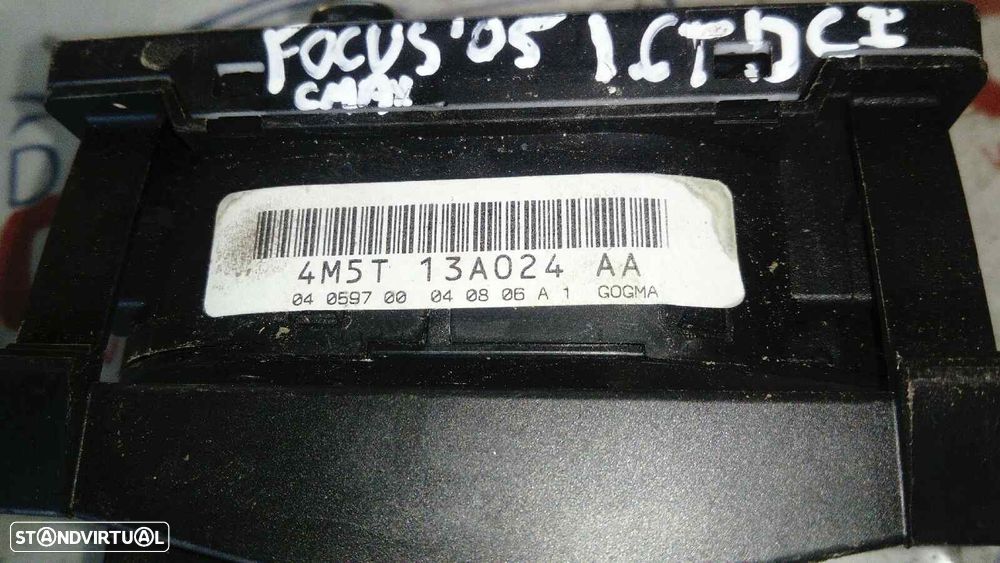 FOCUS '05 1.6TDCI
CMAX
4M5T 13A024 AA
04 0597 00 04 08 06 A 1 GOGMA
STANDVIRTUAL